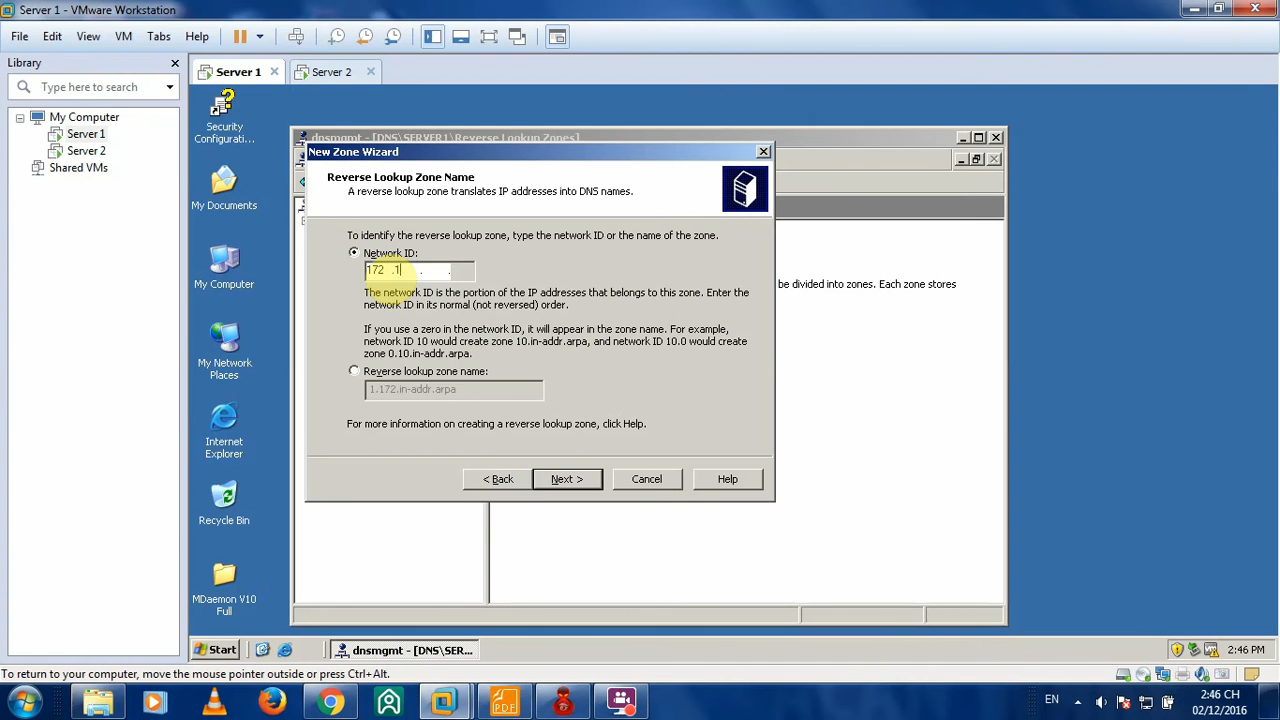 Server 1 - VMware Workstation
File Edit View VM Tabs Help
Library
Type here to search
My Computer
Server 1
Server 2
Shared VMs
Server 1
Server 2
Security
Configurati...
My Documents
My Computer
My Network
Places
Internet
Explorer
Recycle Bin
MDaemon V10
Full
dnsmgmt - [DNS\SERVER1\Reverse Lookup Zones]
New Zone Wizard
Reverse Lookup Zone Name
A reverse lookup zone translates IP addresses into DNS names.
To identify the reverse lookup zone, type the network ID or the name of the zone.
Network ID:
172 .1 . .
The network ID is the portion of the IP addresses that belongs to this zone. Enter the
network ID in its normal (not reversed) order.
If you use a zero in the network ID, it will appear in the zone name. For example,
network ID 10 would create zone 10.in-addr.arpa, and network ID 10.0 would create
zone 0.10.in-addr.arpa.
Reverse lookup zone name:
1.172.in-addr.arpa
For more information on creating a reverse lookup zone, click Help.
< Back Next > Cancel Help
be divided into zones. Each zone stores
Start
dnsmgmt - [DNS\SER...
2:46 PM
To return to your computer, move the mouse pointer outside or press Ctrl+Alt.
EN
2:46 CH
02/12/2016